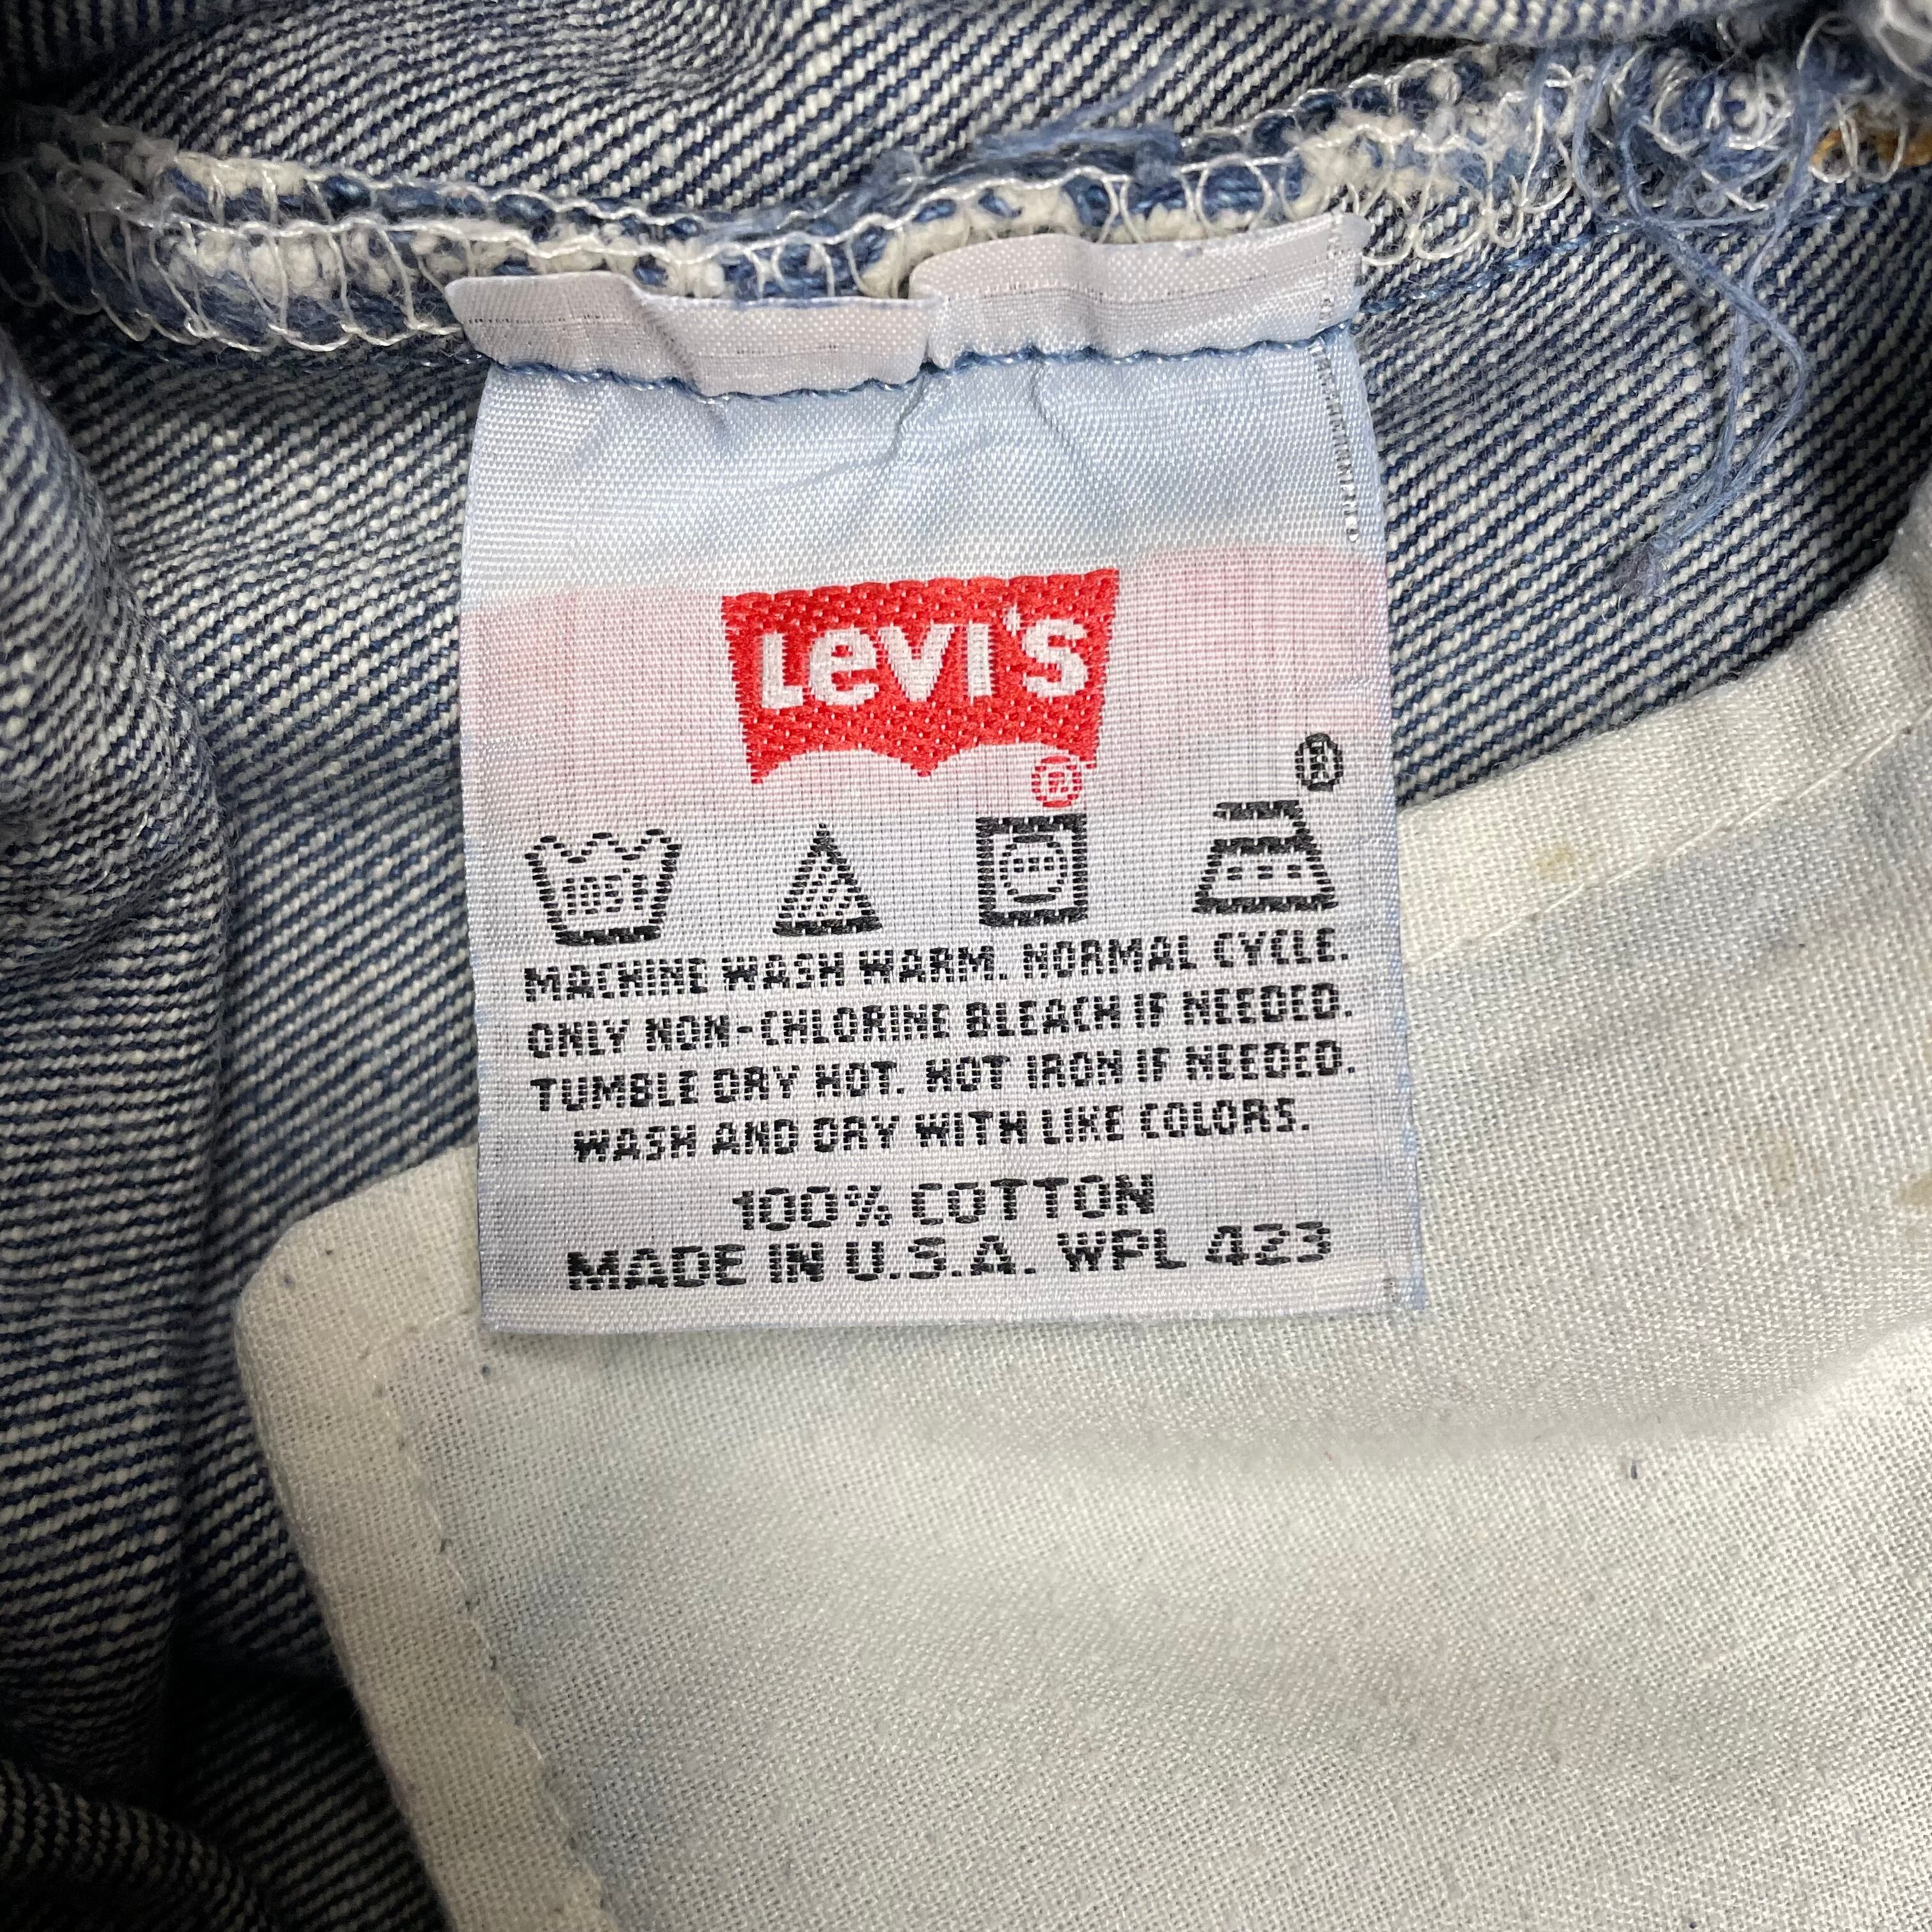 Levi's
®
®
105F
MACHINE WASH WARM. NORMAL CYCLE.
ONLY NON-CHLORINE BLEACH IF NEEDED.
TUMBLE DRY HOT. HOT IRON IF NEEDED.
WASH AND DRY WITH LIKE COLORS.
100% COTTON
MADE IN U.S.A. WPL 423